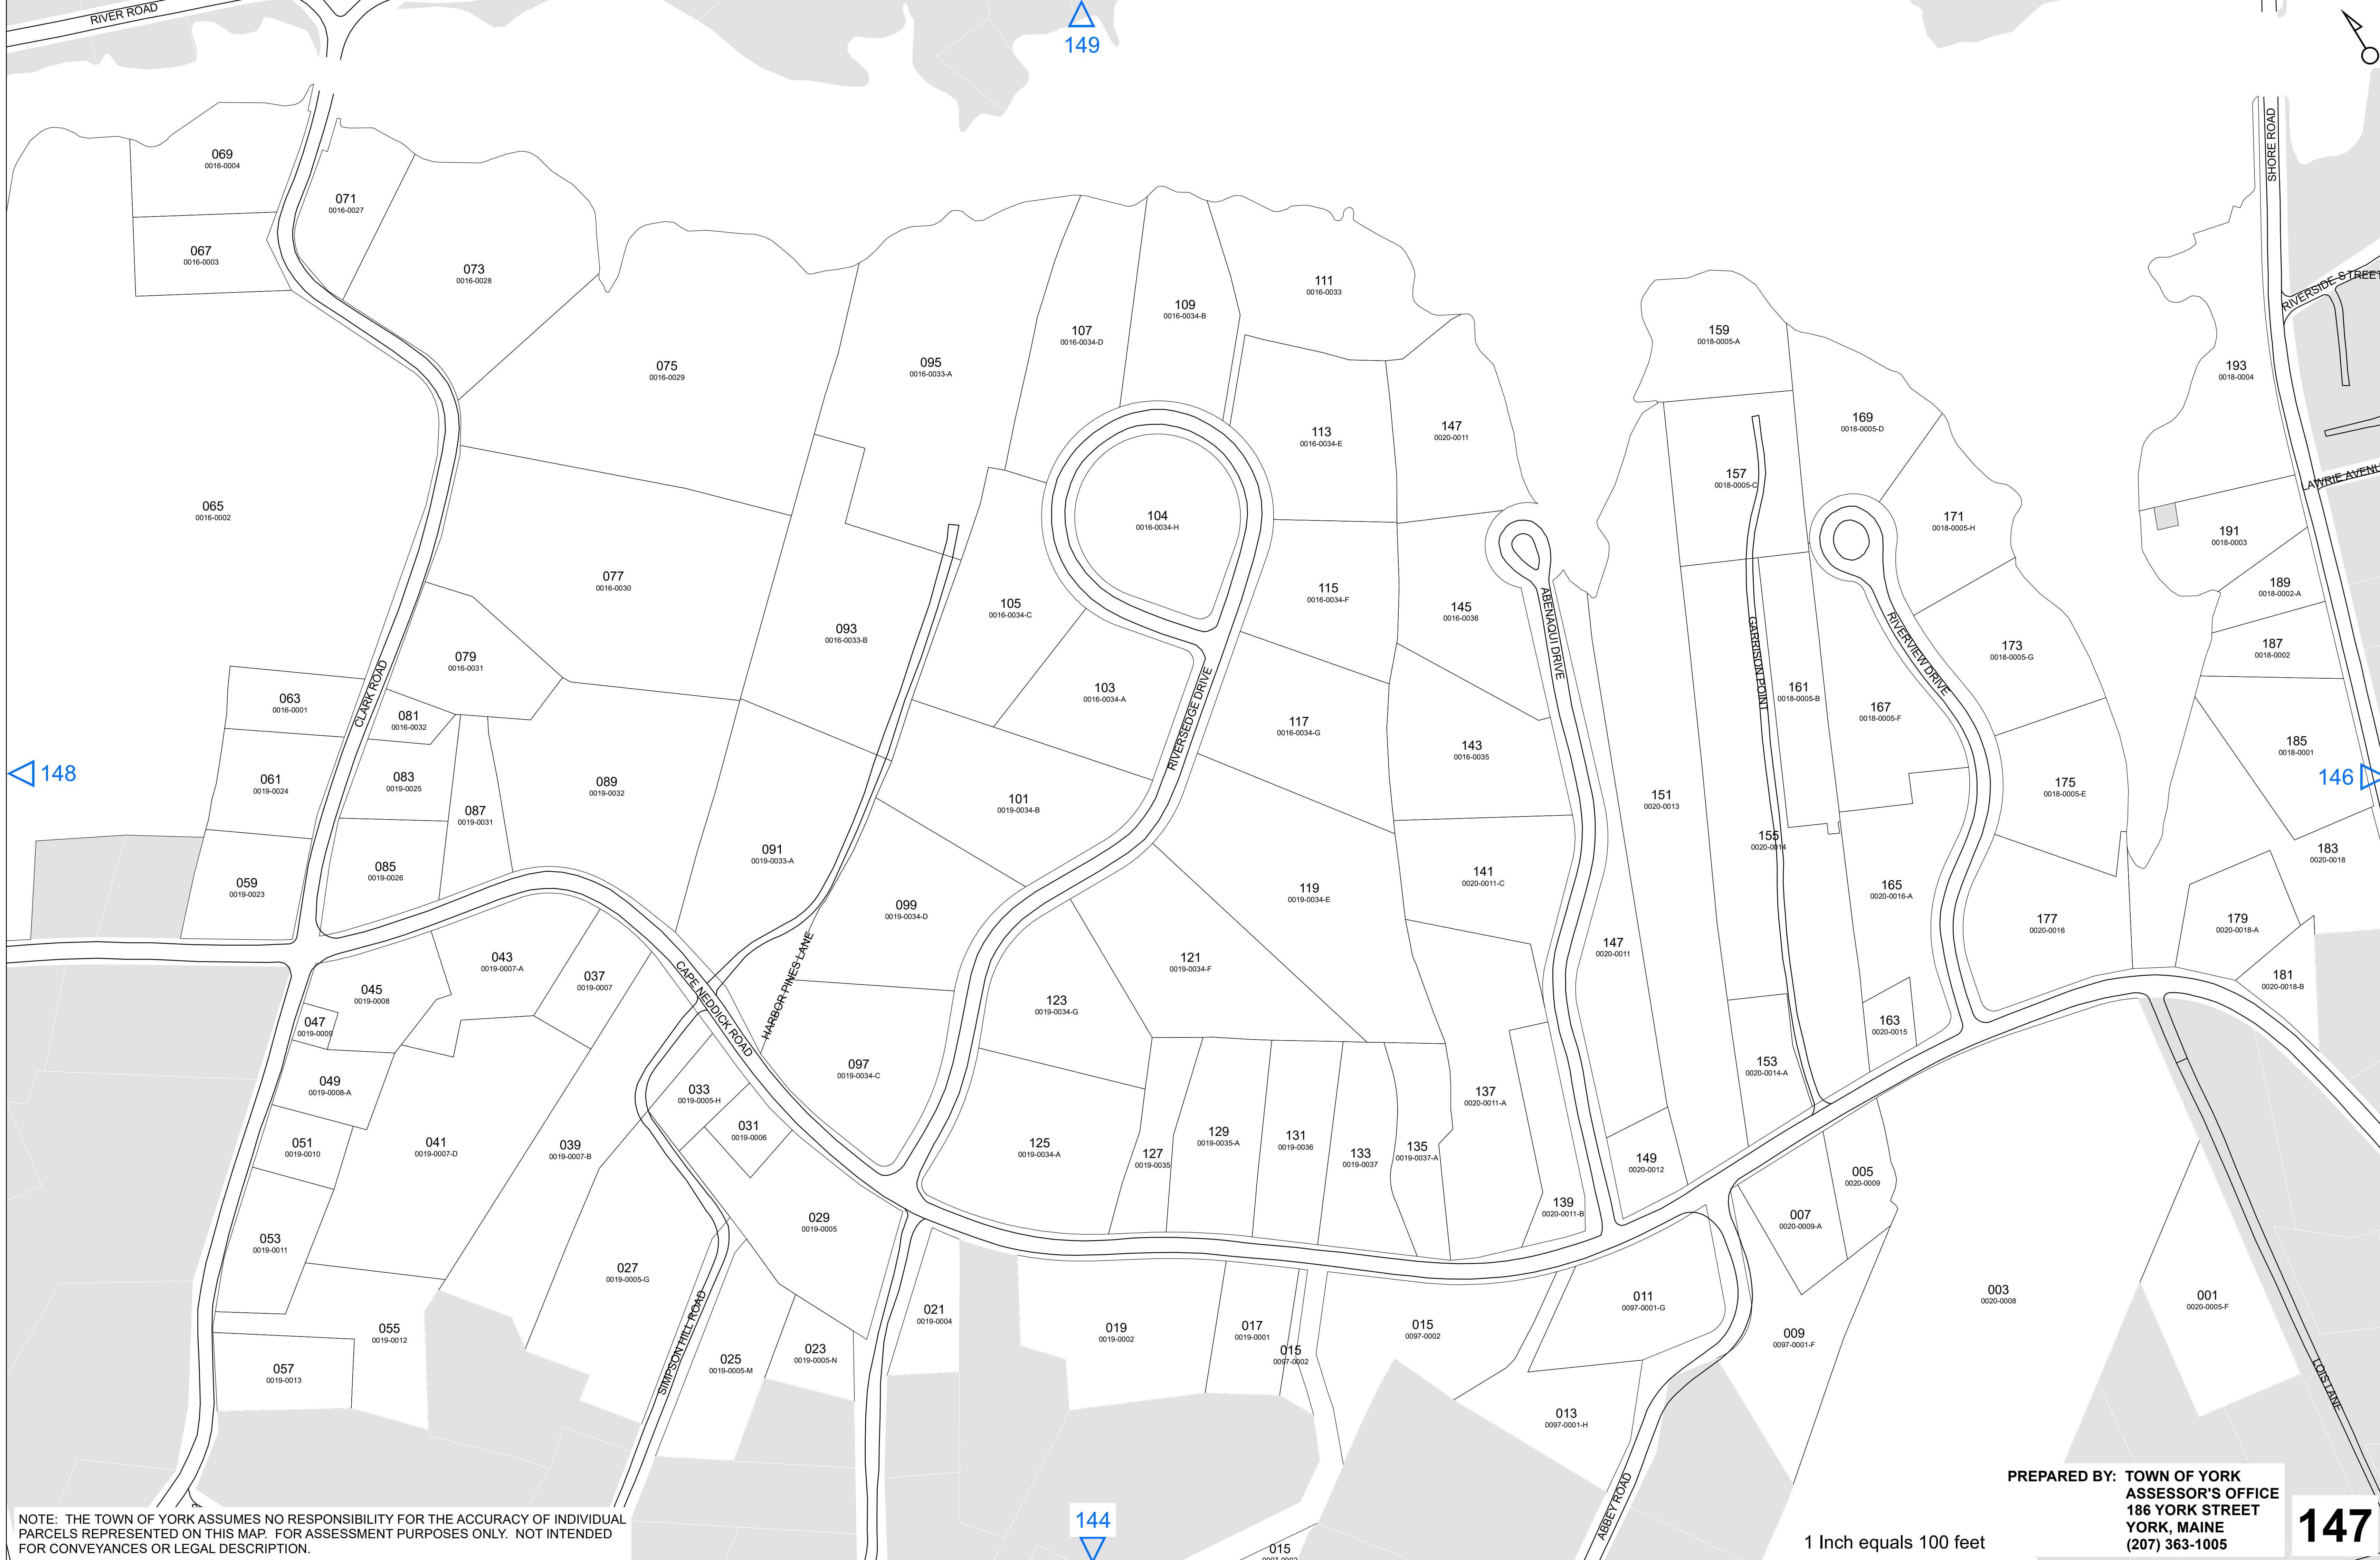 RIVER ROAD
149
SHORE ROAD
069
0016-0004
071
0016-0027
067
0016-0003
073
0016-0028
RIVERSIDE STREET
111
0016-0033
109
0016-0034-B
107
0016-0034-D
159
0018-0005-A
075
0016-0029
095
0016-0033-A
193
0018-0004
113
0016-0034-E
147
0020-0011
169
0018-0005-D
157
0018-0005-C
LAWRIE AVENU
065
0016-0002
104
0016-0034-H
171
0018-0005-H
191
0018-0003
077
0016-0030
105
0016-0034-C
115
0016-0034-F
145
0016-0036
189
0018-0002-A
093
0016-0033-B
ABENAQUI DRIVE
GARRISON POINT
RIVERVIEW DRIVE
173
0018-0005-G
187
0018-0002
079
0016-0031
063
0016-0001
CLARK ROAD
081
0016-0032
103
0016-0034-A
RIVERSEDGE DRIVE
161
0018-0005-B
167
0018-0005-F
117
0016-0034-G
143
0016-0035
185
0018-0001
148
061
0019-0024
083
0019-0025
089
0019-0032
101
0019-0034-B
151
0020-0013
175
0018-0005-E
146
087
0019-0031
155
0020-0014
183
0020-0018
091
0019-0033-A
085
0019-0026
059
0019-0023
141
0020-0011-C
119
0019-0034-E
165
0020-0016-A
099
0019-0034-D
177
0020-0016
179
0020-0018-A
147
0020-0011
043
0019-0007-A
037
0019-0007
045
0019-0008
CAPE NEDDICK ROAD
HARBOR PINES LANE
121
0019-0034-F
181
0020-0018-B
123
0019-0034-G
047
0019-0009
163
0020-0015
049
0019-0008-A
033
0019-0005-H
097
0019-0034-C
153
0020-0014-A
137
0020-0011-A
031
0019-0006
051
0019-0010
041
0019-0007-D
039
0019-0007-B
125
0019-0034-A
127
0019-0035
129
0019-0035-A
131
0019-0036
133
0019-0037
135
0019-0037-A
149
0020-0012
005
0020-0009
139
0020-0011-B
007
0020-0009-A
029
0019-0005
053
0019-0011
027
0019-0005-G
003
0020-0008
001
0020-0005-F
011
0097-0001-G
021
0019-0004
055
0019-0012
019
0019-0002
017
0019-0001
015
0097-0002
015
0097-0002
009
0097-0001-F
SIMPSON HILL ROAD
025
0019-0005-M
023
0019-0005-N
057
0019-0013
LOIS LANE
013
0097-0001-H
ABBEY ROAD
144
015
NOTE: THE TOWN OF YORK ASSUMES NO RESPONSIBILITY FOR THE ACCURACY OF INDIVIDUAL
PARCELS REPRESENTED ON THIS MAP. FOR ASSESSMENT PURPOSES ONLY. NOT INTENDED
FOR CONVEYANCES OR LEGAL DESCRIPTION.
1 Inch equals 100 feet
PREPARED BY: TOWN OF YORK
ASSESSOR'S OFFICE
186 YORK STREET
YORK, MAINE
(207) 363-1005
147